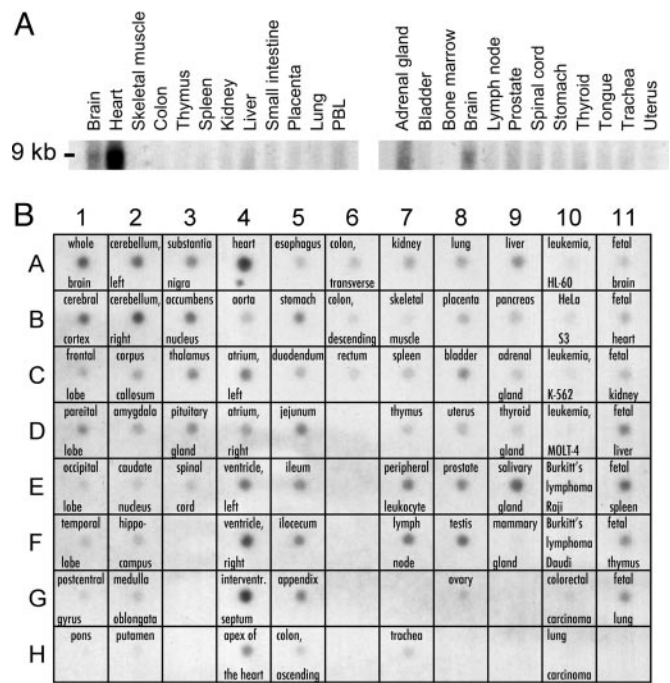 A
Brain
Heart
Skeletal muscle
Colon
Thymus
Spleen
Kidney
Liver
Small intestine
Placenta
Lung
PBL
Adrenal gland
Bladder
Bone marrow
Brain
Lymph node
Prostate
Spinal cord
Stomach
Thyroid
Tongue
Trachea
Uterus
9 kb
B
1 2 3 4 5 6 7 8 9 10 11
A
whole cerebellum, substantia heart esophagus colon, kidney lung liver leukemia, fetal
brain left nigra transverse HL-60 brain
B
cerebral cerebellum, accumbens aorta stomach colon, skeletal placenta pancreas HeLa fetal
cortex right nucleus descending muscle S3 heart
C
frontal corpus thalamus atrium, duodendum rectum spleen bladder adrenal leukemia, fetal
lobe callosum left gland K-562 kidney
D
pareital amygdala pituitary atrium, jejunum thymus uterus thyroid leukemia, fetal
lobe gland right gland MOLT-4 liver
E
occipital caudate spinal ventricle, ileum peripheral prostate salivary Burkitt's fetal
lymphoma
lobe nucleus cord left leukocyte gland Raji spleen
F
temporal hippo- ventricle, ilocecum lymph testis mammary Burkitt's fetal
lymphoma
lobe campus right node gland Daudi thymus
G
postcentral medulla interventr. appendix ovary colorectal fetal
gyrus oblongata septum carcinoma lung
H
pons putamen apex of colon, trachea lung
the heart ascending carcinoma